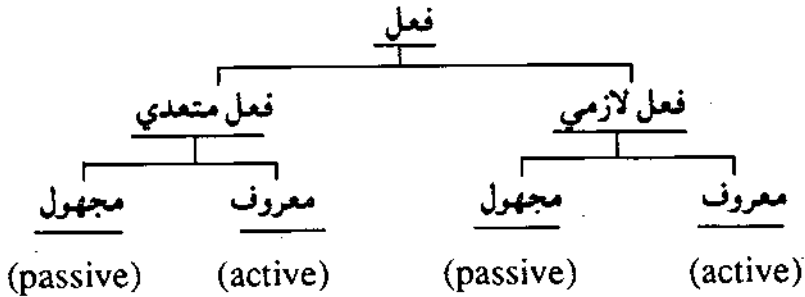 فعل
فعل لازمي فعل متعدي
معروف مجهول معروف مجهول
(passive) (active) (passive) (active)